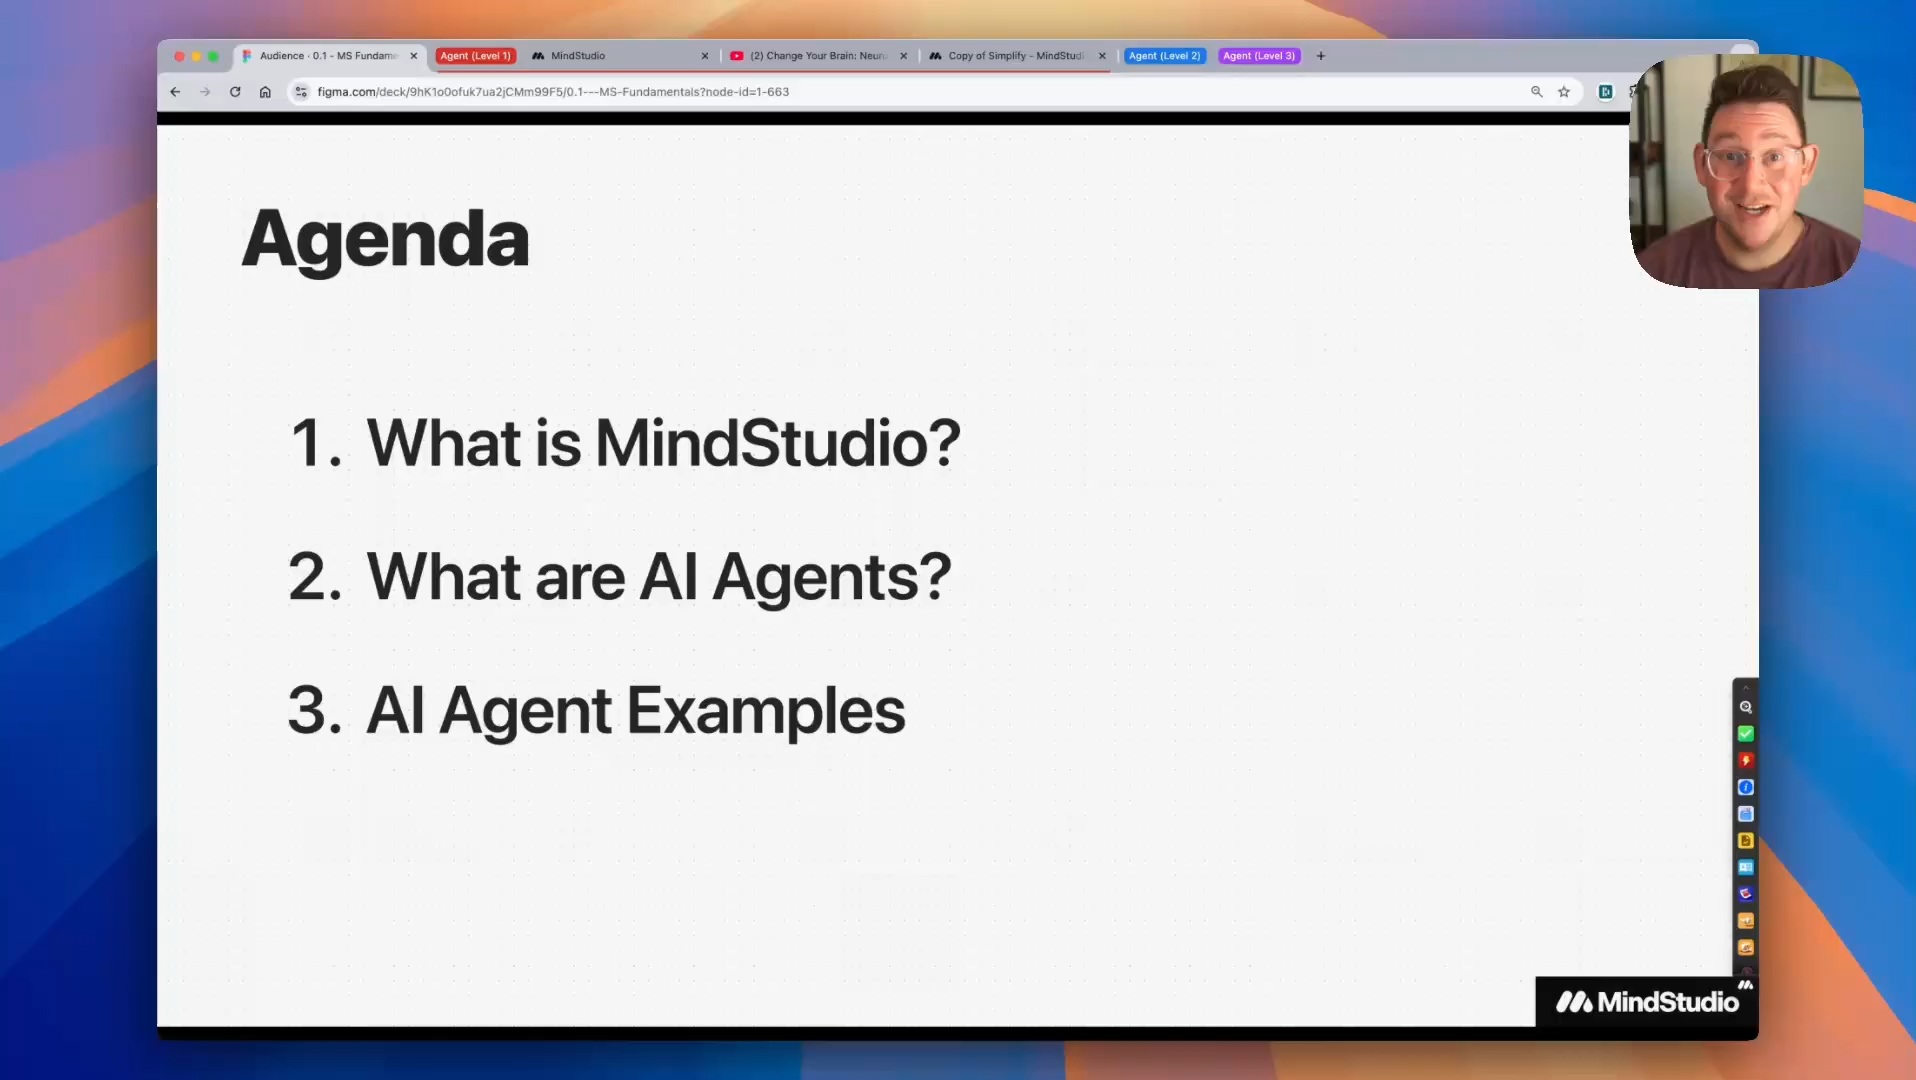 Audience · 0.1 - MS Fundame
Agent (Level 1)
MindStudio
(2) Change Your Brain: Neuro
Copy of Simplify - MindStudi
Agent (Level 2)
Agent (Level 3)
figma.com/deck/9hK1o0ofuk7ua2jCMm99F5/0.1---MS-Fundamentals?node-id=1-663
Agenda
1. What is MindStudio?
2. What are AI Agents?
3. AI Agent Examples
MindStudio